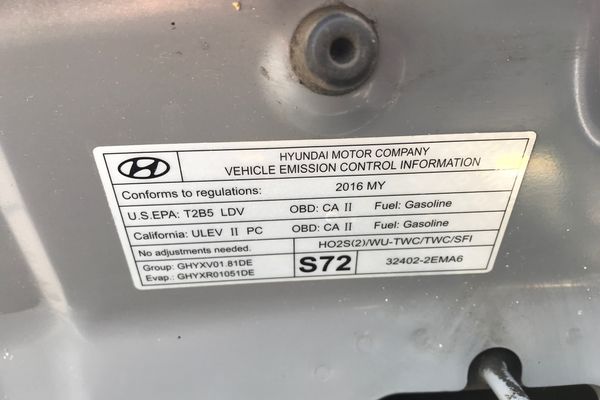 HYUNDAI MOTOR COMPANY
VEHICLE EMISSION CONTROL INFORMATION
Conforms to regulations: 2016 MY
U.S.EPA: T2B5 LDV OBD: CA II Fuel: Gasoline
California: ULEV II PC OBD: CA II Fuel: Gasoline
No adjustments needed. HO2S(2)/WU-TWC/TWC/SFI
Group: GHYXV01.81DE
Evap.: GHYXR01051DE
S72 32402-2EMA6